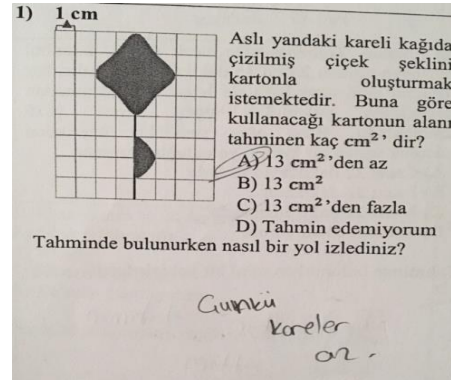 1) 1 cm
Aslı yandaki kareli kağıda
çizilmiş çiçek şeklini
kartonla oluşturmak
istemektedir. Buna göre
kullanacağı kartonun alanı
tahminen kaç cm²' dir?
A) 13 cm²'den az
B) 13 cm²
C) 13 cm²'den fazla
D) Tahmin edemiyorum
Tahminde bulunurken nasıl bir yol izlediniz?
Çünkü
kareler
az.